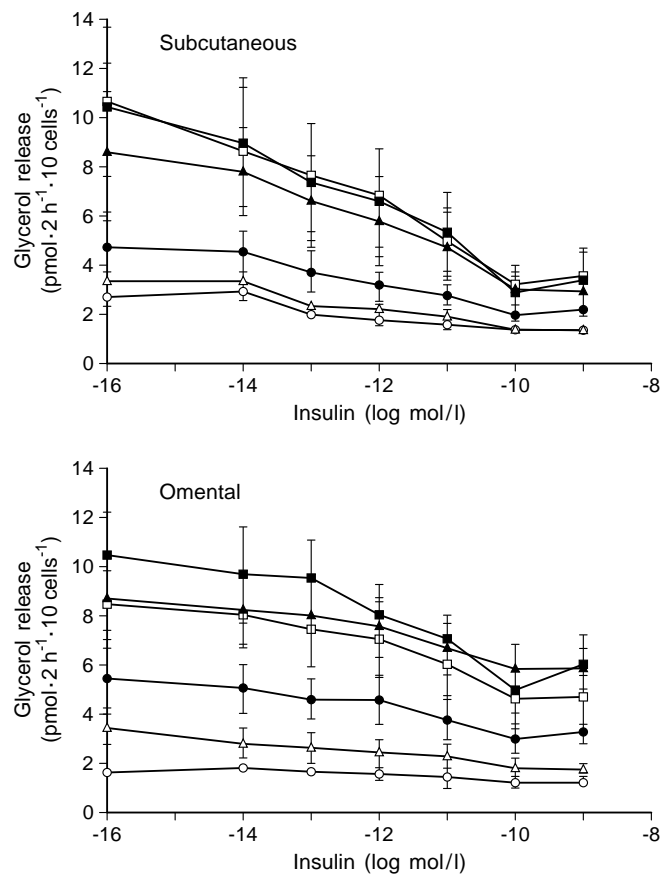 Subcutaneous
Glycerol release
(pmol·2 h⁻¹·10 cells⁻¹)
14
12
10
8
6
4
2
0
-16 -14 -12 -10 -8
Insulin (log mol/l)
Omental
Glycerol release
(pmol·2 h⁻¹·10 cells⁻¹)
14
12
10
8
6
4
2
0
-16 -14 -12 -10 -8
Insulin (log mol/l)